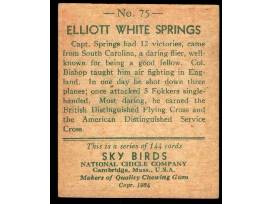 — No. 75 —
ELLIOTT WHITE SPRINGS
Capt. Springs had 12 victories, came
from South Carolina, a daring flier, well-
known for being a good fellow. Col.
Bishop taught him air fighting in Eng-
land. In one day he shot down three
planes; once attacked 5 Fokkers single-
handed. Most daring, he earned the
British Distinguished Flying Cross and
the American Distinguished Service
Cross.
This is a series of 144 cards
SKY BIRDS
NATIONAL CHICLE COMPANY
Cambridge, Mass., U.S.A.
Makers of Quality Chewing Gum
Copr. 1934